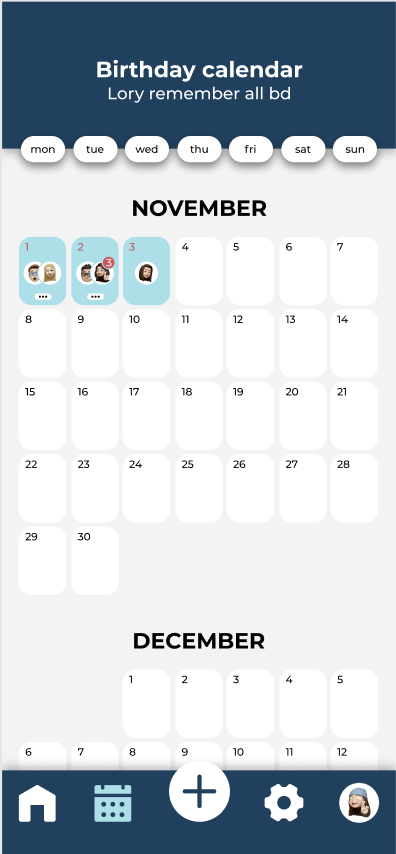 Birthday calendar
Lory remember all bd
mon tue wed thu fri sat sun
NOVEMBER
1 2 3 4 5 6 7
3
8 9 10 11 12 13 14
15 16 17 18 19 20 21
22 23 24 25 26 27 28
29 30
DECEMBER
1 2 3 4 5
6 7 8 9 10 11 12